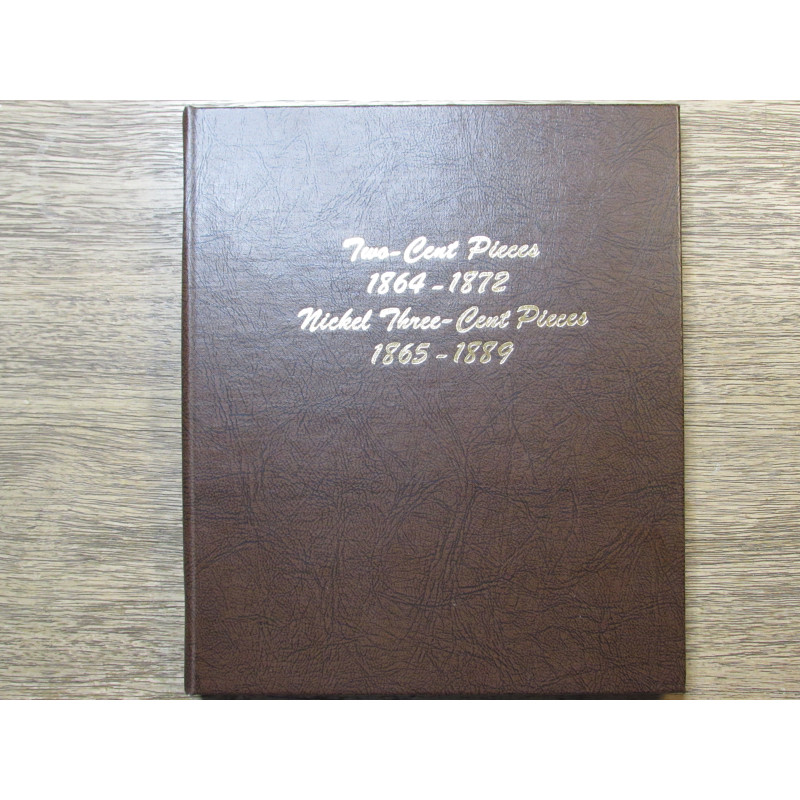 Two-Cent Pieces
1864-1872
Nickel Three-Cent Pieces
1865-1889